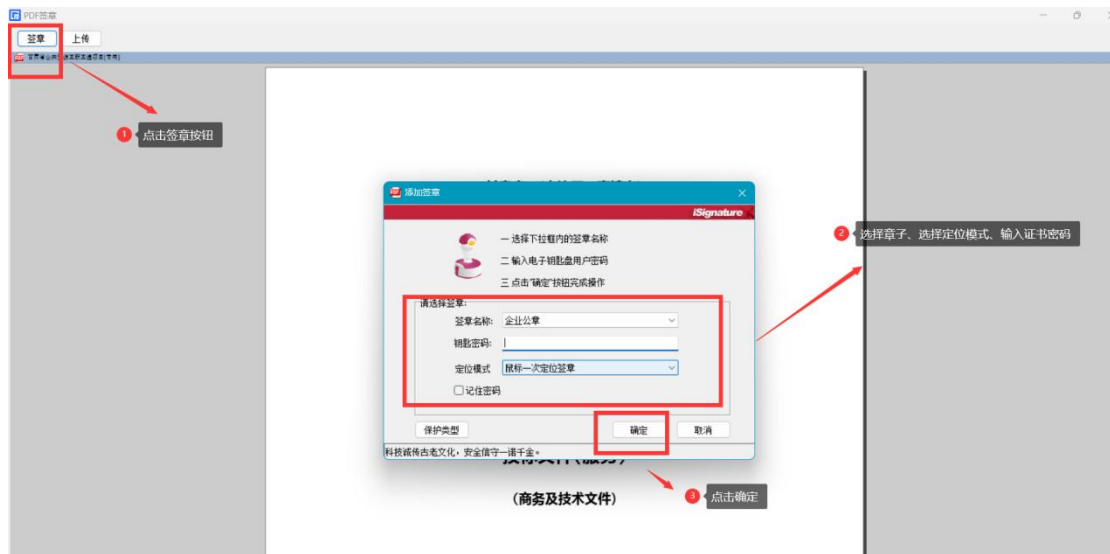 PDF签章
签章
上传
1 点击签章按钮
添加签章
iSignature
一 选择下拉框内的签章名称
二 输入电子钥匙盘用户密码
三 点击"确定"按钮完成操作
2 选择章子、选择定位模式、输入证书密码
请选择签章:
签章名称: 企业公章
钥匙密码:
定位模式 鼠标一次定位签章
记住密码
保护类型
确定
取消
科技诚传古老文化,安全信守一诺千金。
3 点击确定
(商务及技术文件)